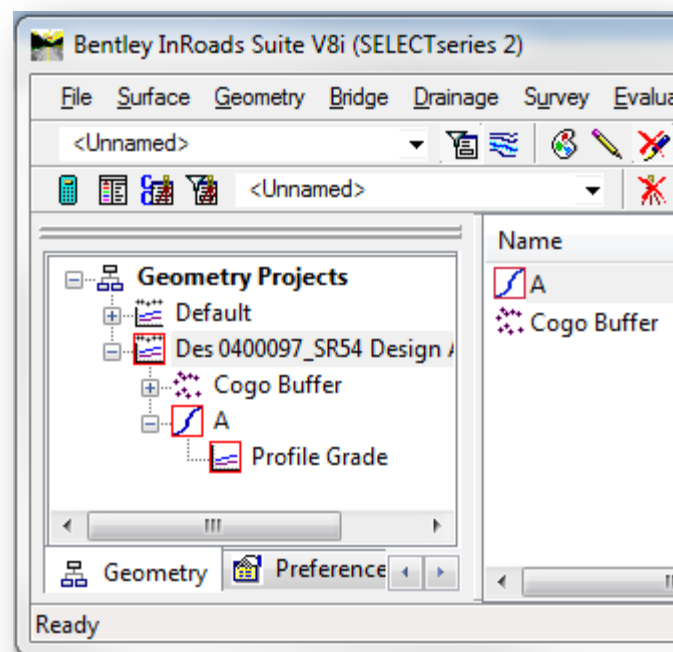 Bentley InRoads Suite V8i (SELECTseries 2)
File Surface Geometry Bridge Drainage Survey
<Unnamed>
<Unnamed>
Name
Geometry Projects
A
Default
Cogo Buffer
Des 0400097_SR54 Design
Cogo Buffer
A
Profile Grade
Geometry Preference
Ready